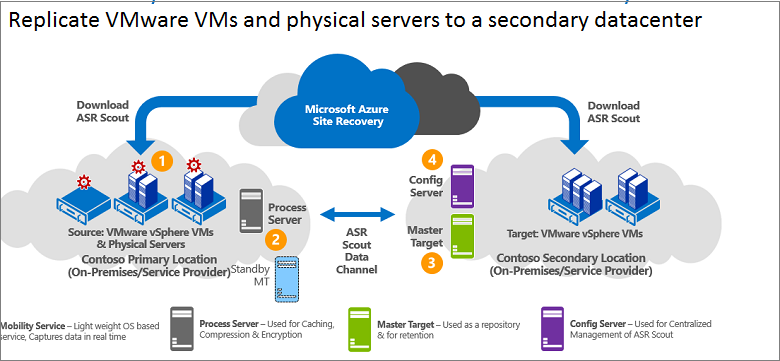 Replicate VMware VMs and physical servers to a secondary datacenter
Download
ASR Scout
Microsoft Azure
Site Recovery
Download
ASR Scout
1
4
Config
Server
Process
Server
Source: VMware vSphere VMs
& Physical Servers
Contoso Primary Location
(On-Premises/Service Provider)
2
Standby
MT
ASR
Scout
Data
Channel
Master
Target
3
Target: VMware vSphere VMs
Contoso Secondary Location
(On-Premises/Service Provider)
Mobility Service – Light weight OS based
service, Captures data in real time
Process Server – Used for Caching,
Compression & Encryption
Master Target – Used as a repository
& for retention
Config Server – Used for Centralized
Management of ASR Scout